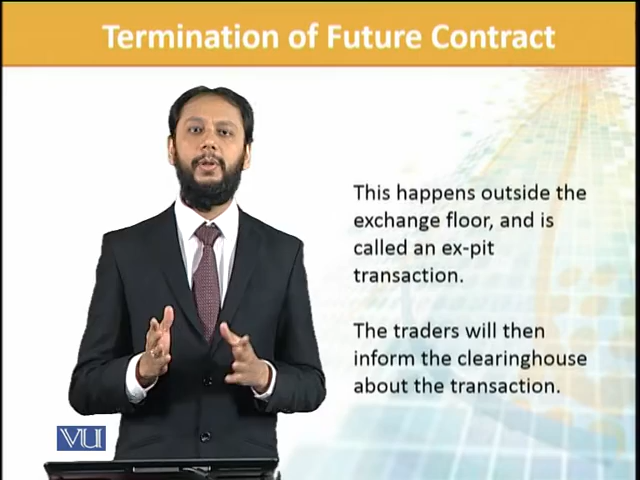 Termination of Future Contract
This happens outside the
exchange floor, and is
called an ex-pit
transaction.
The traders will then
inform the clearinghouse
about the transaction.
VU